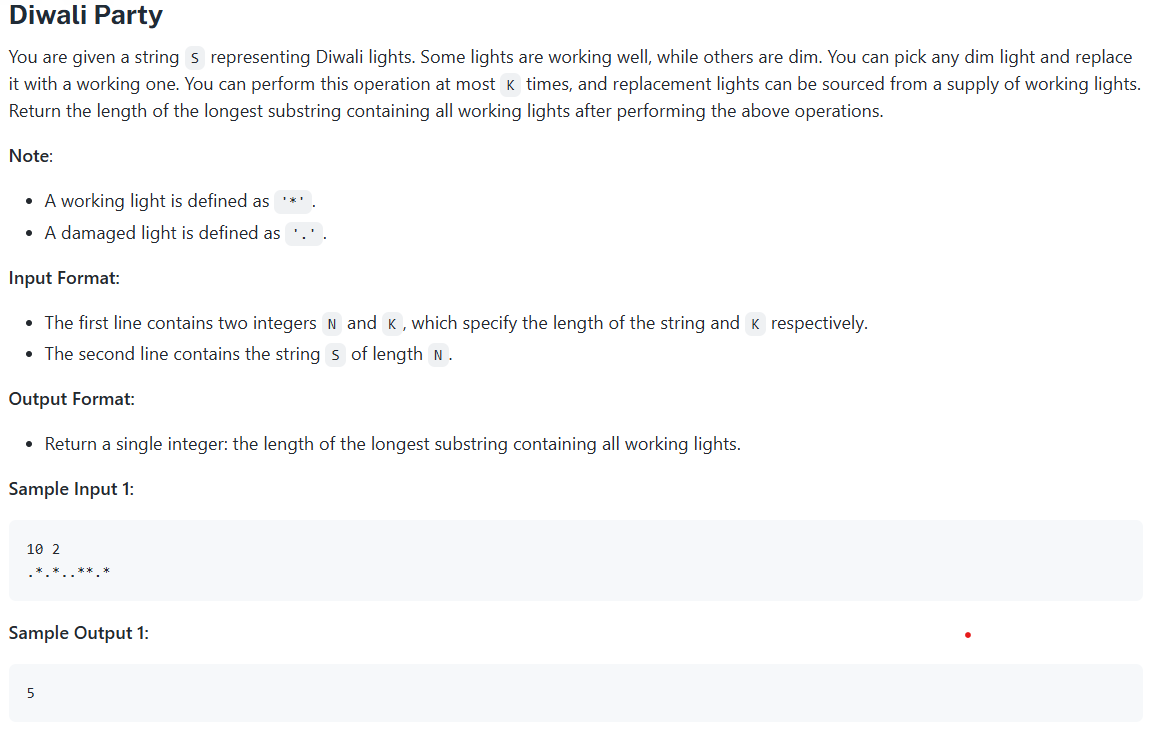 Diwali Party
You are given a string S representing Diwali lights. Some lights are working well, while others are dim. You can pick any dim light and replace
it with a working one. You can perform this operation at most K times, and replacement lights can be sourced from a supply of working lights.
Return the length of the longest substring containing all working lights after performing the above operations.
Note:
• A working light is defined as '*'.
• A damaged light is defined as '.'.
Input Format:
• The first line contains two integers N and K, which specify the length of the string and K respectively.
• The second line contains the string S of length N.
Output Format:
• Return a single integer: the length of the longest substring containing all working lights.
Sample Input 1:
10 2
.*.*..**.*
Sample Output 1:
5